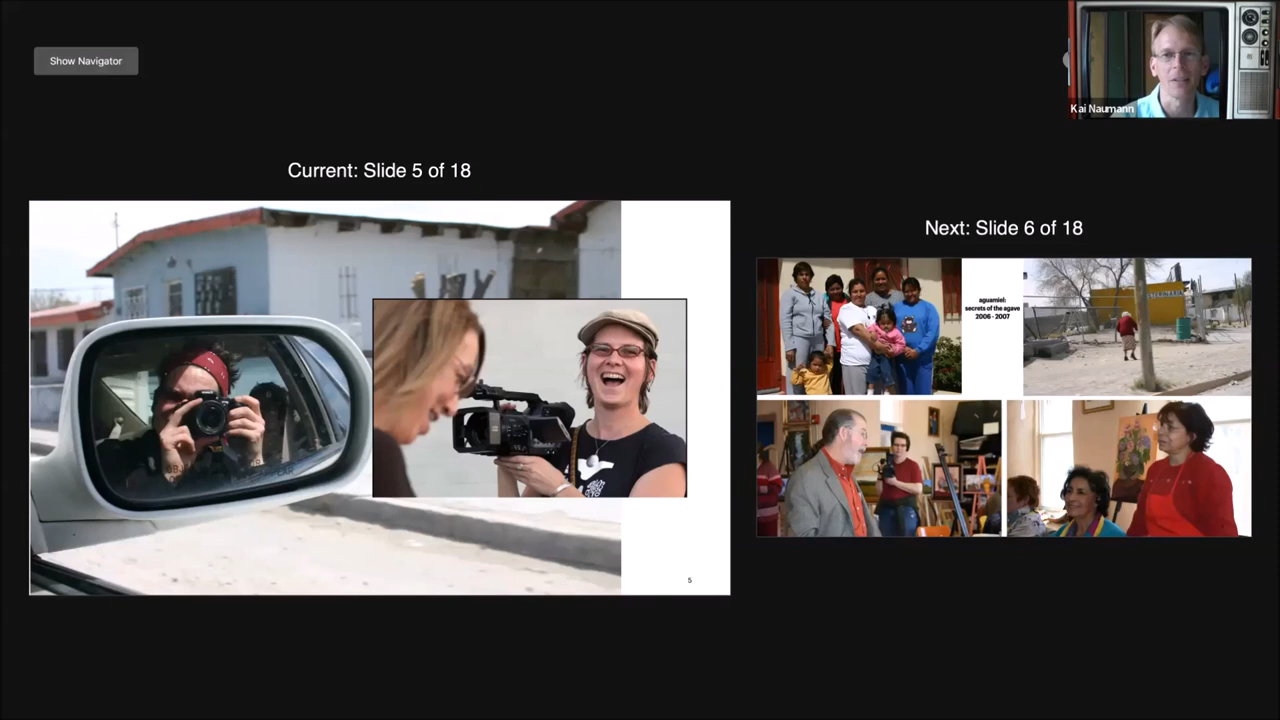 Show Navigator
Kai Naumann
Current: Slide 5 of 18
Next: Slide 6 of 18
aguamiel:
secrets of the agave
2006 - 2007
5